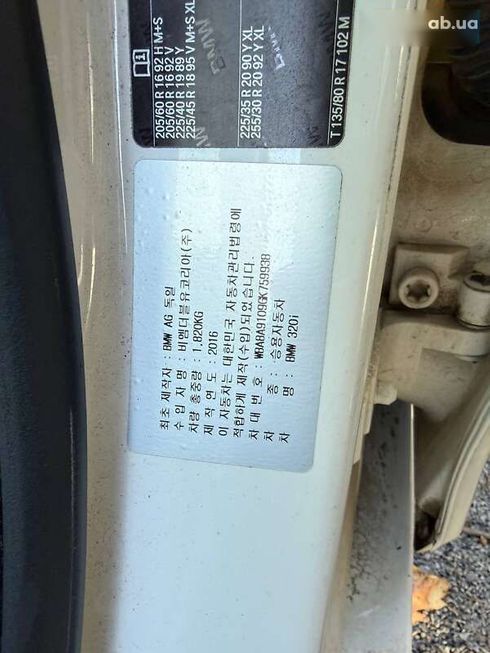 ab.ua
205/60 R 16 92 H M+S
205/60 R 16 92 V
225/40 R 19 89 Y
225/45 R 18 95 V M+S XL
225/35 R 20 90 Y XL
255/30 R 20 92 Y XL
T 135/80 R 17 102 M
BMW
최초 제작자 : BMW AG 독일
수 입 자 명 : 비엠더블유코리아(주)
차량 총중량 : 1.820KG
제 작 연 도 : 2016
이 자동차는 대한민국 자동차관리법령에
적합하게 제작(수입)되었습니다.
차 대 번 호 : WBA8A9109GK759938
차 종 : 승용자동차
차 명 : BMW 320i